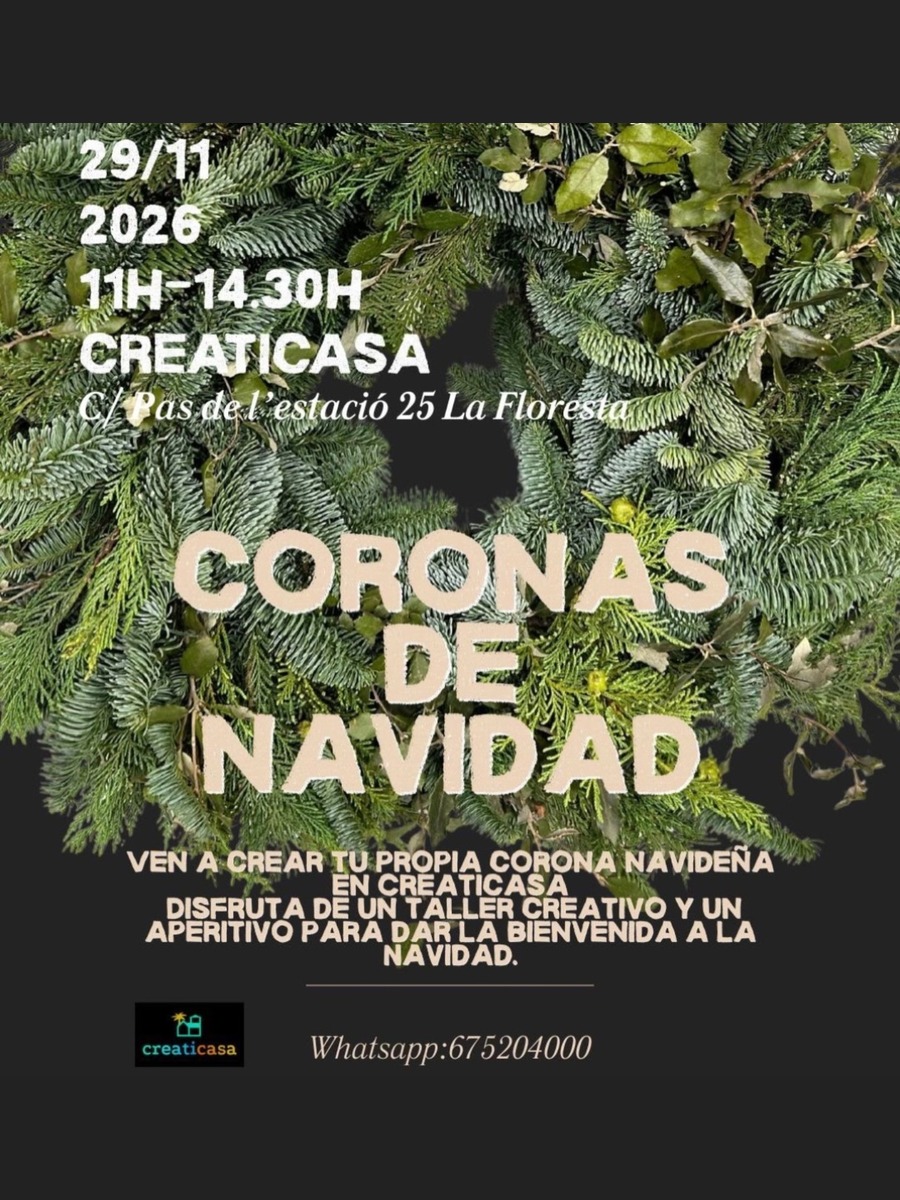 29/11
2026
11H-14.30H
CREATICASA
C/ Pas de l'estació 25 La Floresta
CORONAS
DE
NAVIDAD
VEN A CREAR TU PROPIA CORONA NAVIDEÑA
EN CREATICASA
DISFRUTA DE UN TALLER CREATIVO Y UN
APERITIVO PARA DAR LA BIENVENIDA A LA
NAVIDAD.
creaticasa
Whatsapp:675204000